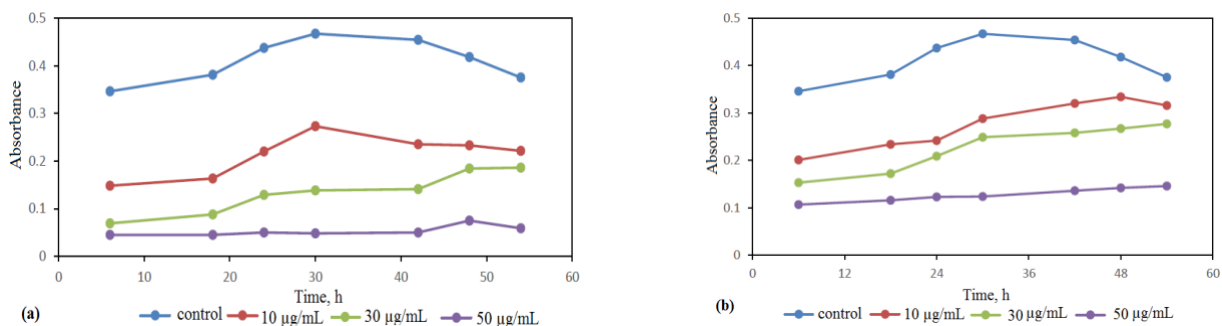 0.5
0.4
0.3
0.2
0.1
0
Absorbance
0 10 20 30 40 50 60
Time, h
(a)
control 10 µg/mL 30 µg/mL 50 µg/mL
0.5
0.4
0.3
0.2
0.1
0
Absorbance
0 12 24 36 48 60
Time, h
(b)
control 10 µg/mL 30 µg/mL 50 µg/mL